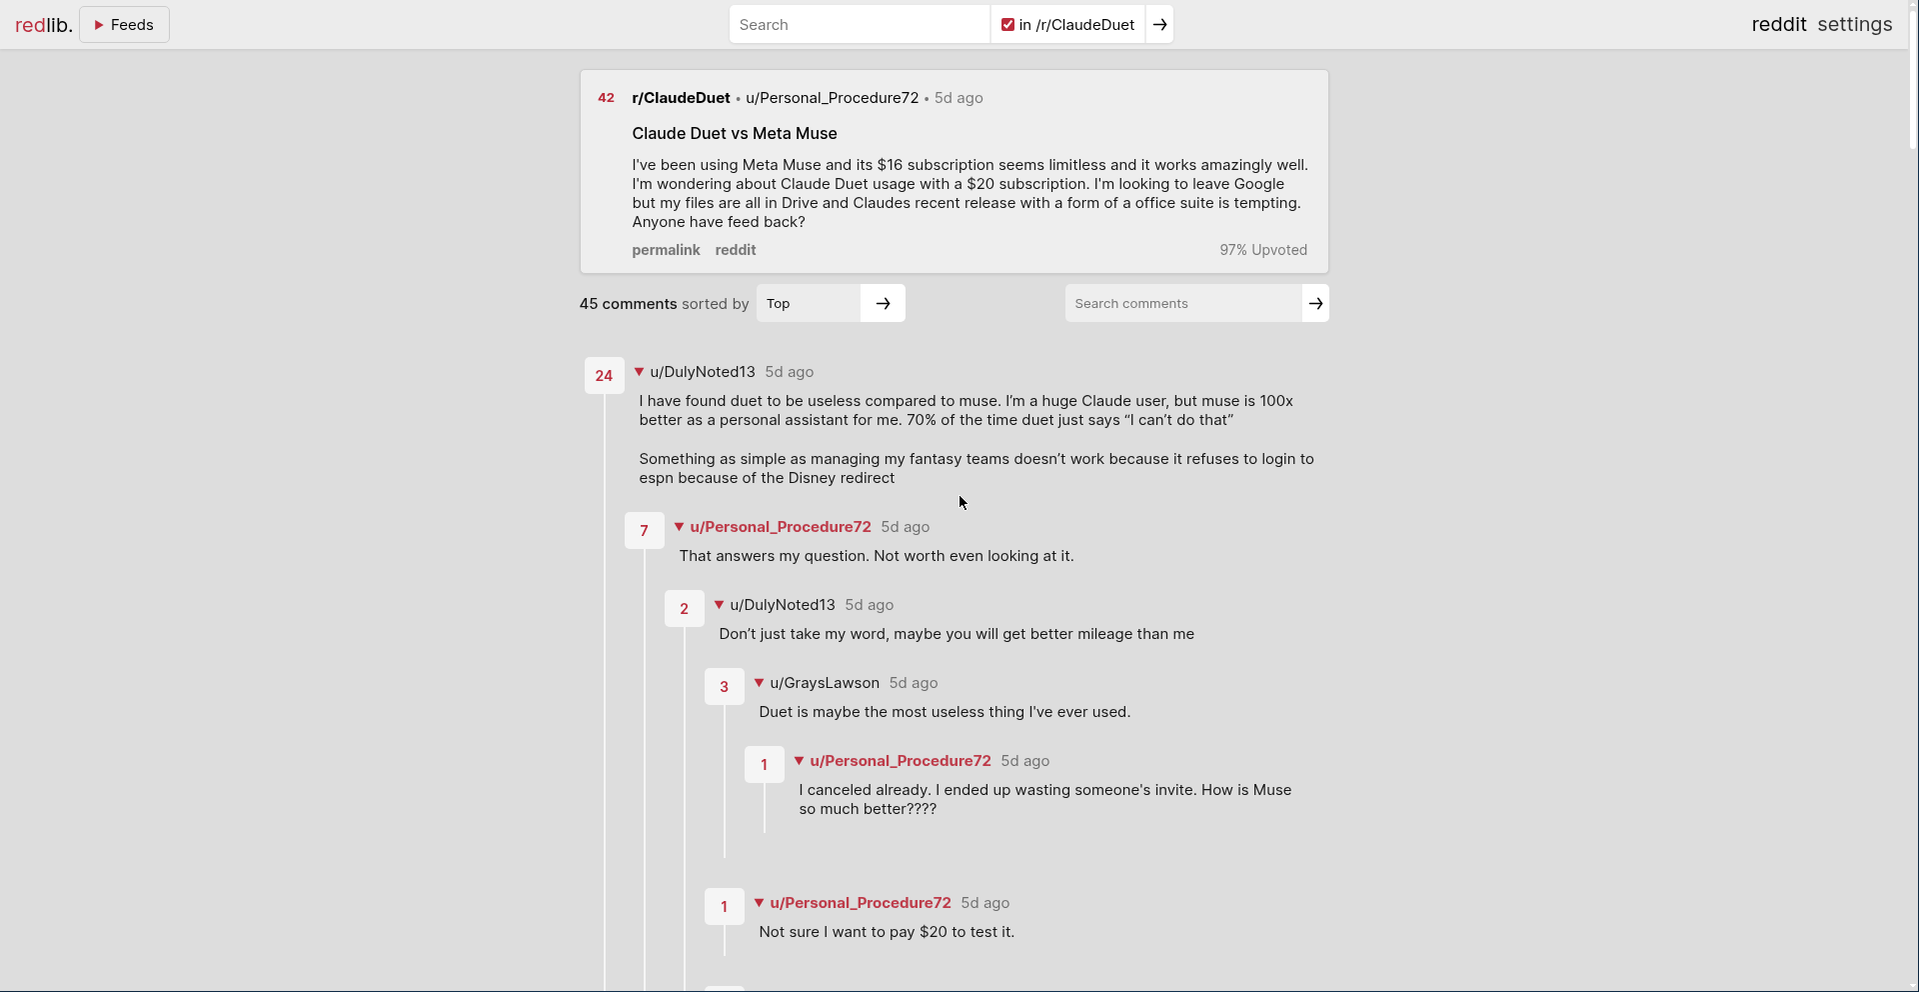 redlib. Feeds Search in /r/ClaudeDuet → reddit settings
42 r/ClaudeDuet • u/Personal_Procedure72 • 5d ago
Claude Duet vs Meta Muse
I've been using Meta Muse and its $16 subscription seems limitless and it works amazingly well.
I'm wondering about Claude Duet usage with a $20 subscription. I'm looking to leave Google
but my files are all in Drive and Claudes recent release with a form of a office suite is tempting.
Anyone have feed back?
permalink reddit 97% Upvoted
45 comments sorted by Top → Search comments →
24 u/DulyNoted13 5d ago
I have found duet to be useless compared to muse. I’m a huge Claude user, but muse is 100x
better as a personal assistant for me. 70% of the time duet just says “I can’t do that”
Something as simple as managing my fantasy teams doesn’t work because it refuses to login to
espn because of the Disney redirect
7 u/Personal_Procedure72 5d ago
That answers my question. Not worth even looking at it.
2 u/DulyNoted13 5d ago
Don’t just take my word, maybe you will get better mileage than me
3 u/GraysLawson 5d ago
Duet is maybe the most useless thing I've ever used.
1 u/Personal_Procedure72 5d ago
I canceled already. I ended up wasting someone's invite. How is Muse
so much better????
1 u/Personal_Procedure72 5d ago
Not sure I want to pay $20 to test it.